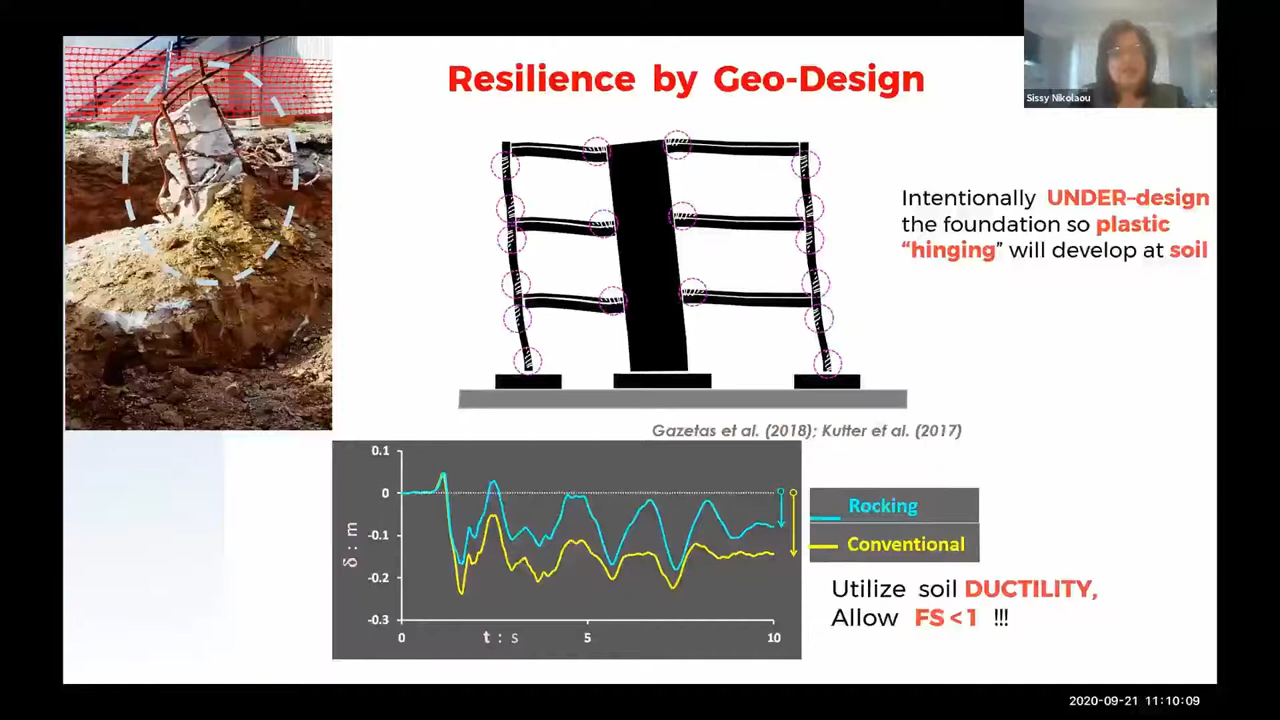 Sissy Nikolaou
Resilience by Geo-Design
Intentionally UNDER-design
the foundation so plastic
“hinging” will develop at soil
Gazetas et al. (2018); Kutter et al. (2017)
0.1
0
-0.1
-0.2
-0.3
δ : m
0
t : s
5
10
Rocking
Conventional
Utilize soil DUCTILITY,
Allow FS < 1 !!!
2020-09-21 11:10:09